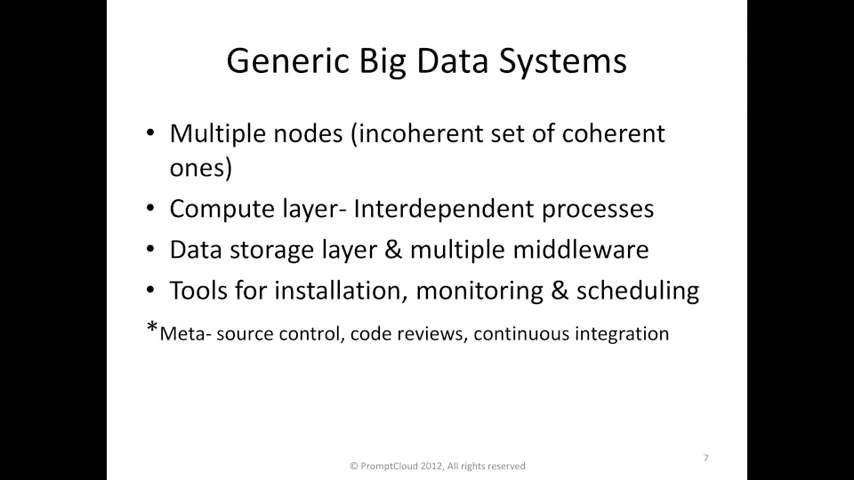 Generic Big Data Systems
• Multiple nodes (incoherent set of coherent
ones)
• Compute layer- Interdependent processes
• Data storage layer & multiple middleware
• Tools for installation, monitoring & scheduling
*Meta- source control, code reviews, continuous integration
© PromptCloud 2012, All rights reserved
7